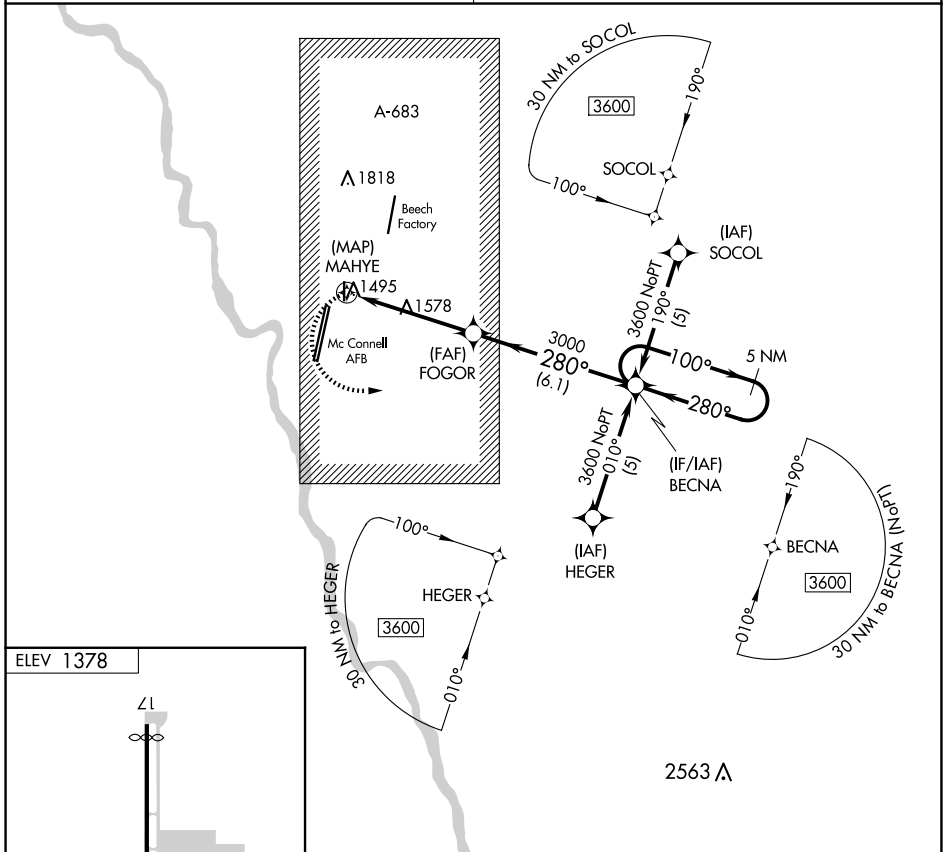 30 NM to SOCOL
3600
190°
SOCOL
100°
A-683
1818
Beech
Factory
(MAP)
MAHYE
1495
1578
Mc Connell
AFB
(FAF)
FOGOR
3000
280°
(6.1)
(IAF)
SOCOL
3600 NoPT
190°
(5)
100°
5 NM
280°
3600 NoPT
010°
(5)
(IF/IAF)
BECNA
(IAF)
HEGER
190°
BECNA
3600
010°
30 NM to BECNA (NoPT)
100°
HEGER
3600
010°
30 NM to HEGER
2563
ELEV 1378
17